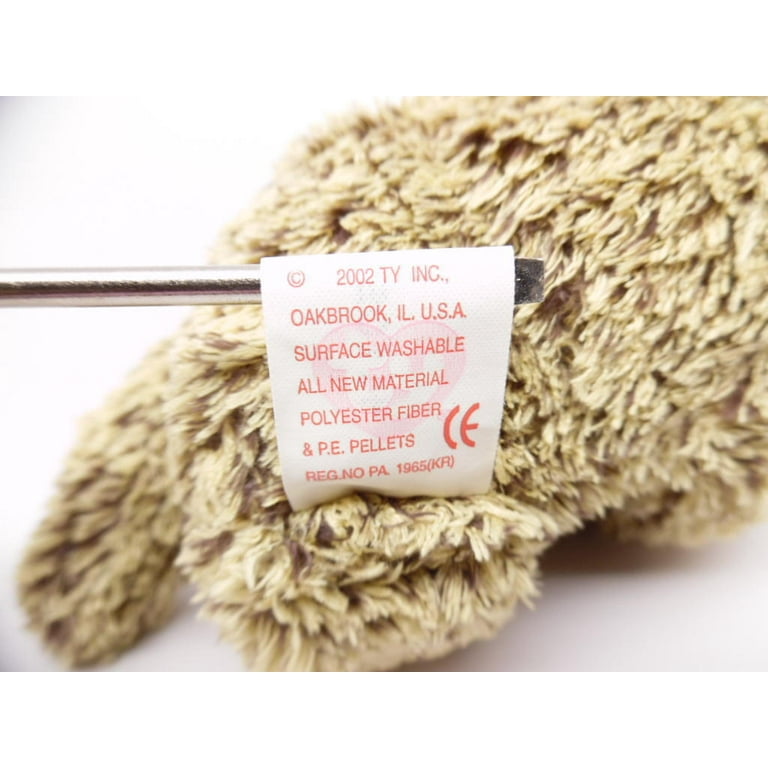 © 2002 TY INC.,
OAKBROOK, IL. U.S.A.
SURFACE WASHABLE
ALL NEW MATERIAL
POLYESTER FIBER
& P.E. PELLETS CE
REG.NO PA. 1965(KR)